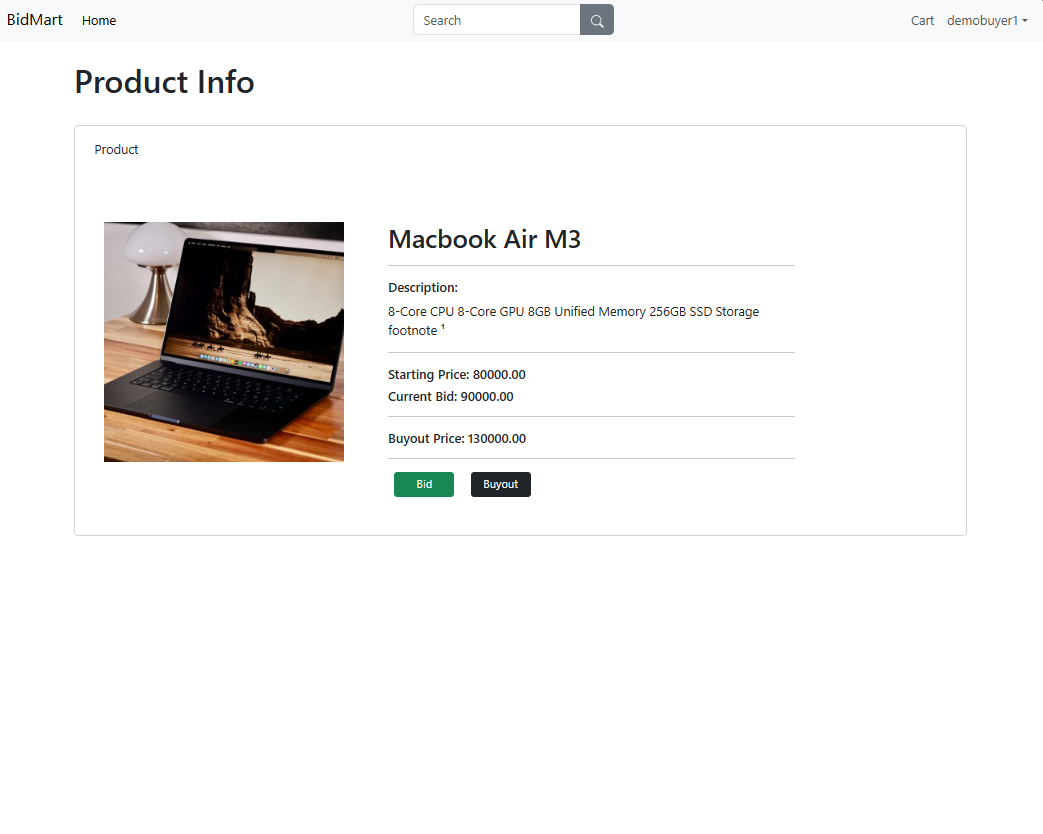 BidMart Home Search Cart demobuyer1
Product Info
Product
Macbook Air M3
Description:
8-Core CPU 8-Core GPU 8GB Unified Memory 256GB SSD Storage
footnote ¹
Starting Price: 80000.00
Current Bid: 90000.00
Buyout Price: 130000.00
Bid Buyout